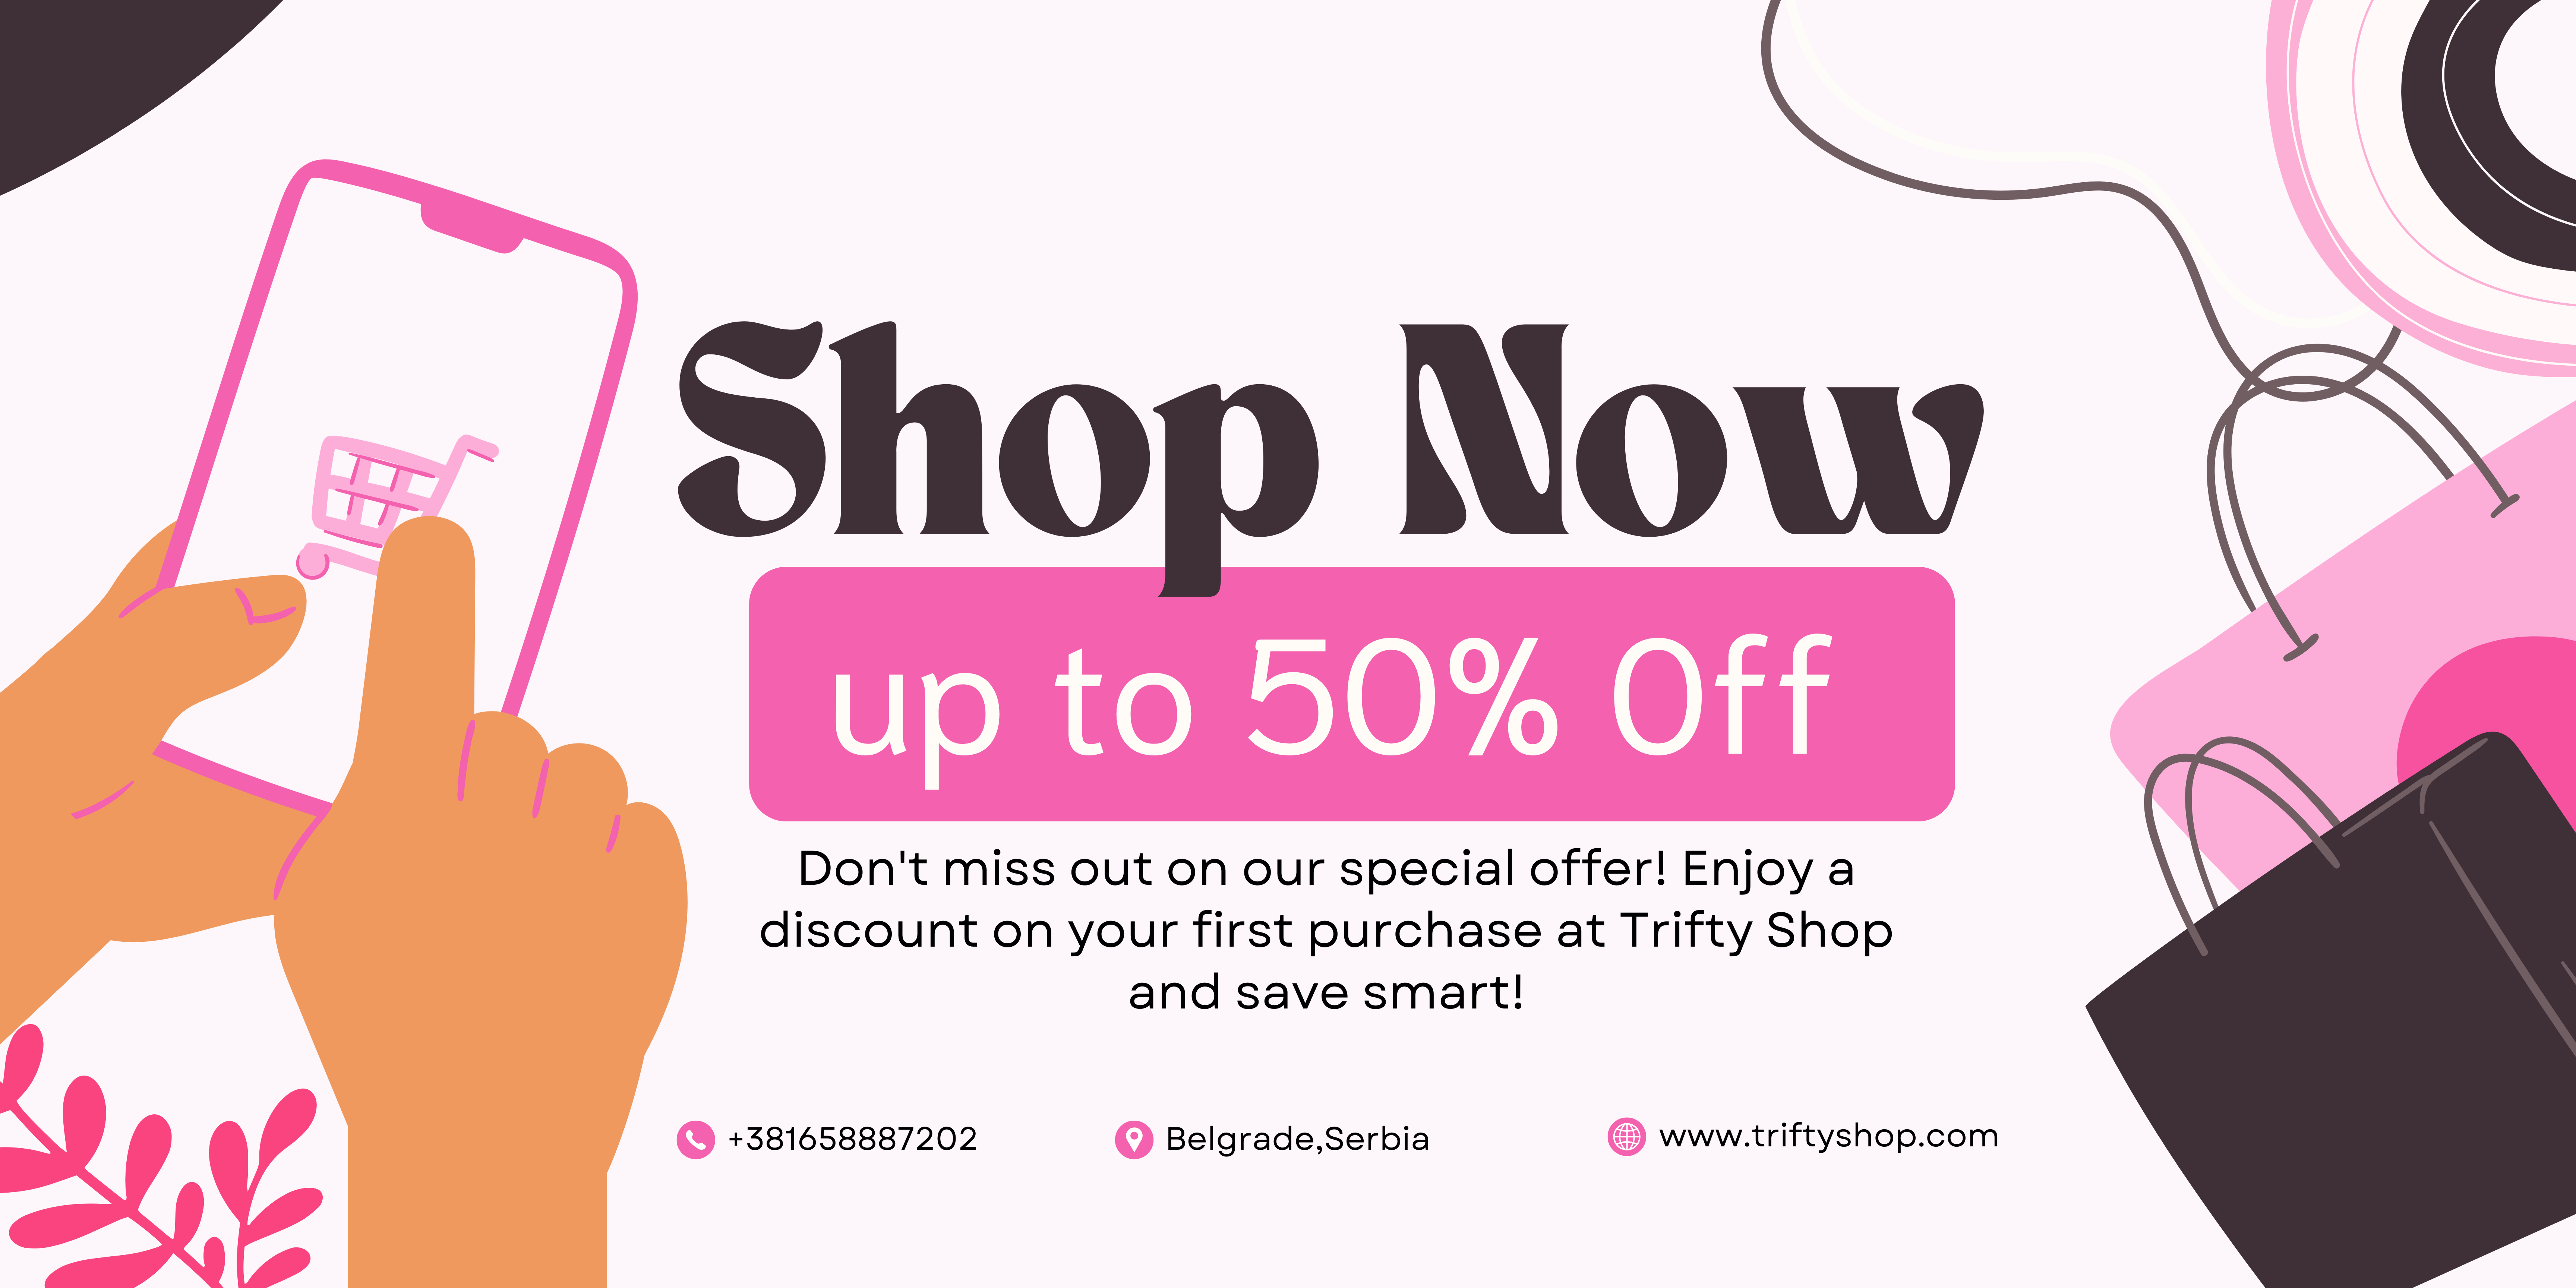 Shop Now
up to 50% Off
Don't miss out on our special offer! Enjoy a
discount on your first purchase at Trifty Shop
and save smart!
+381658887202
Belgrade,Serbia
www.triftyshop.com